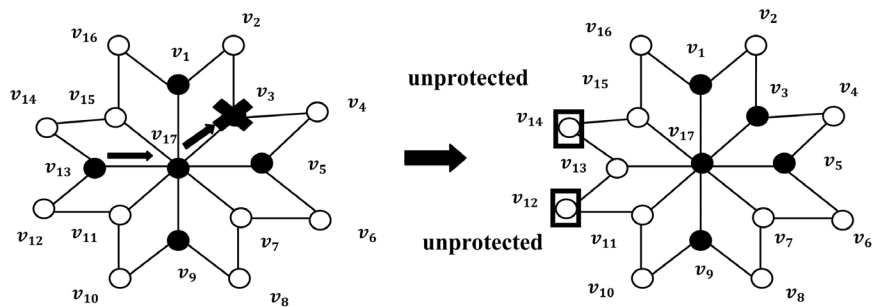 v₁₆ v₂ v₁₆ v₂
v₁ v₁
unprotected
v₁₄ v₁₅ v₃ v₄ v₁₅ v₃ v₄
v₁₇ v₁₄ v₁₇
v₁₃ v₅ v₁₃ v₅
v₁₂ v₁₁ v₇ v₆ v₁₂ v₁₁ v₇ v₆
unprotected
v₉ v₉
v₁₀ v₈ v₁₀ v₈